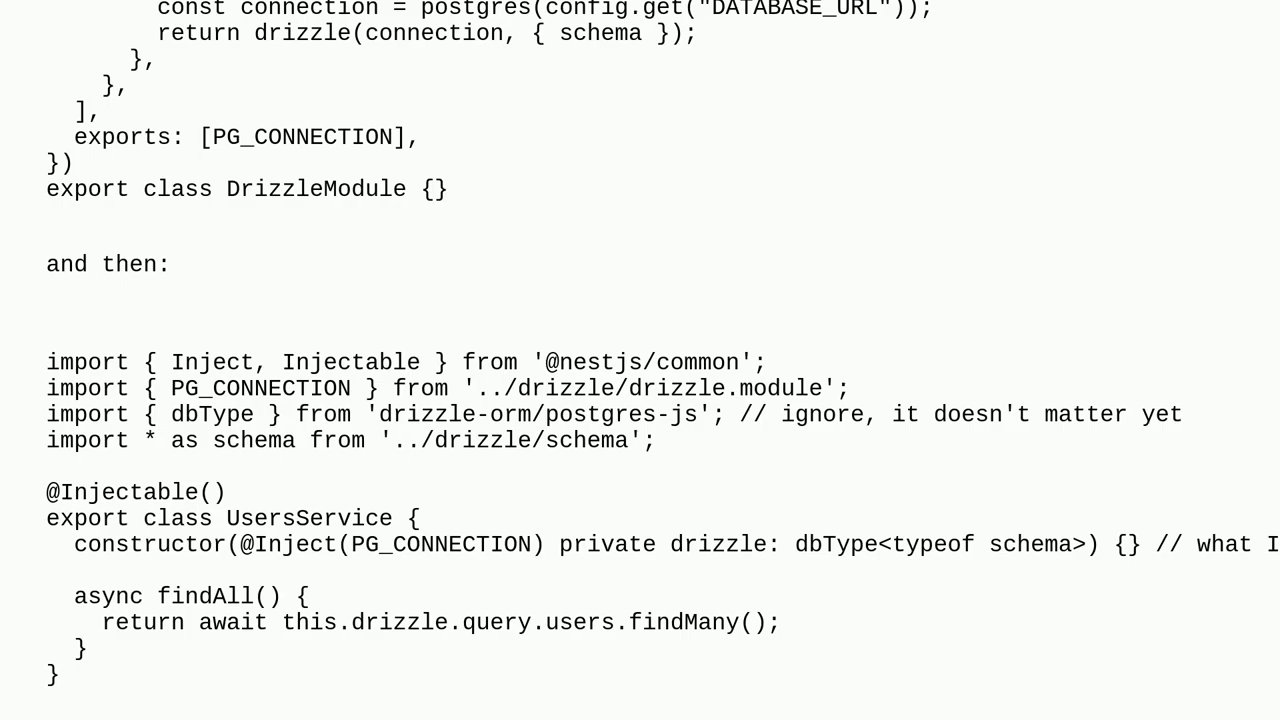 const connection = postgres(config.get("DATABASE_URL"));
return drizzle(connection, { schema });
},
},
],
exports: [PG_CONNECTION],
})
export class DrizzleModule {}
and then:
import { Inject, Injectable } from '@nestjs/common';
import { PG_CONNECTION } from '../drizzle/drizzle.module';
import { dbType } from 'drizzle-orm/postgres-js'; // ignore, it doesn't matter yet
import * as schema from '../drizzle/schema';
@Injectable()
export class UsersService {
constructor(@Inject(PG_CONNECTION) private drizzle: dbType<typeof schema>) {} // what I
async findAll() {
return await this.drizzle.query.users.findMany();
}
}